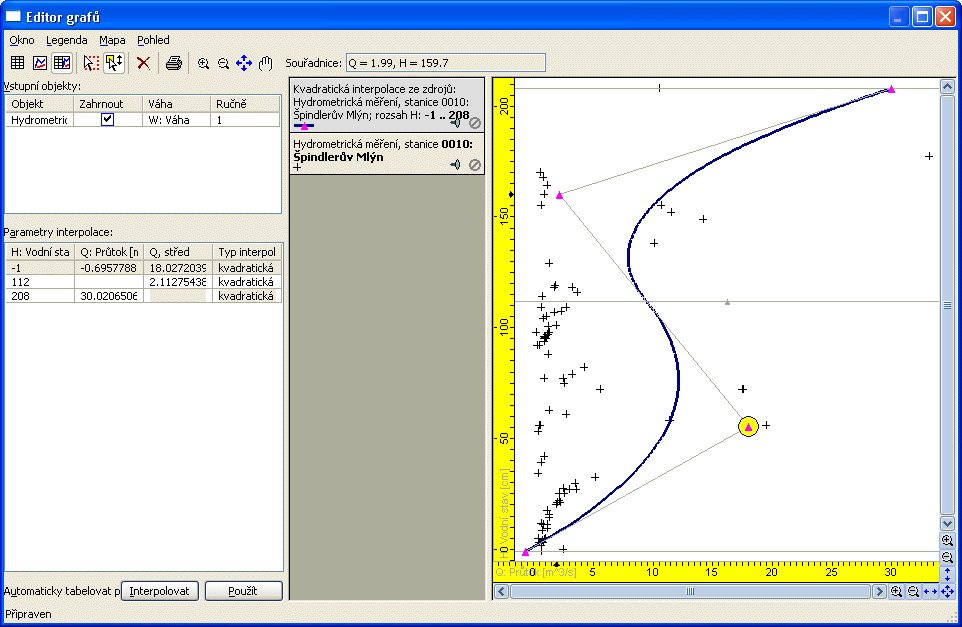 Editor grafů
Okno Legenda Mapa Pohled
Souřadnice: Q = 1.99, H = 159.7
Vstupní objekty:
Objekt Zahrnout Váha Ručně
Hydrometric W: Váha 1
Parametry interpolace:
H: Vodní sta Q: Průtok [m Q, střed Typ interpol
-1 -0.6957788 18.0272039 kvadratická
112 2.11275438 kvadratická
208 30.0206506 kvadratická
Automaticky tabelovat p Interpolovat Použít
Připraven
Kvadratická interpolace ze zdrojů:
Hydrometrická měření, stanice 0010:
Špindlerův Mlýn; rozsah H: -1 .. 208
Hydrometrická měření, stanice 0010:
Špindlerův Mlýn
200
150
100
50
0
H: Vodní stav [cm]
Q: Průtok [m^3/s]
0 5 10 15 20 25 30